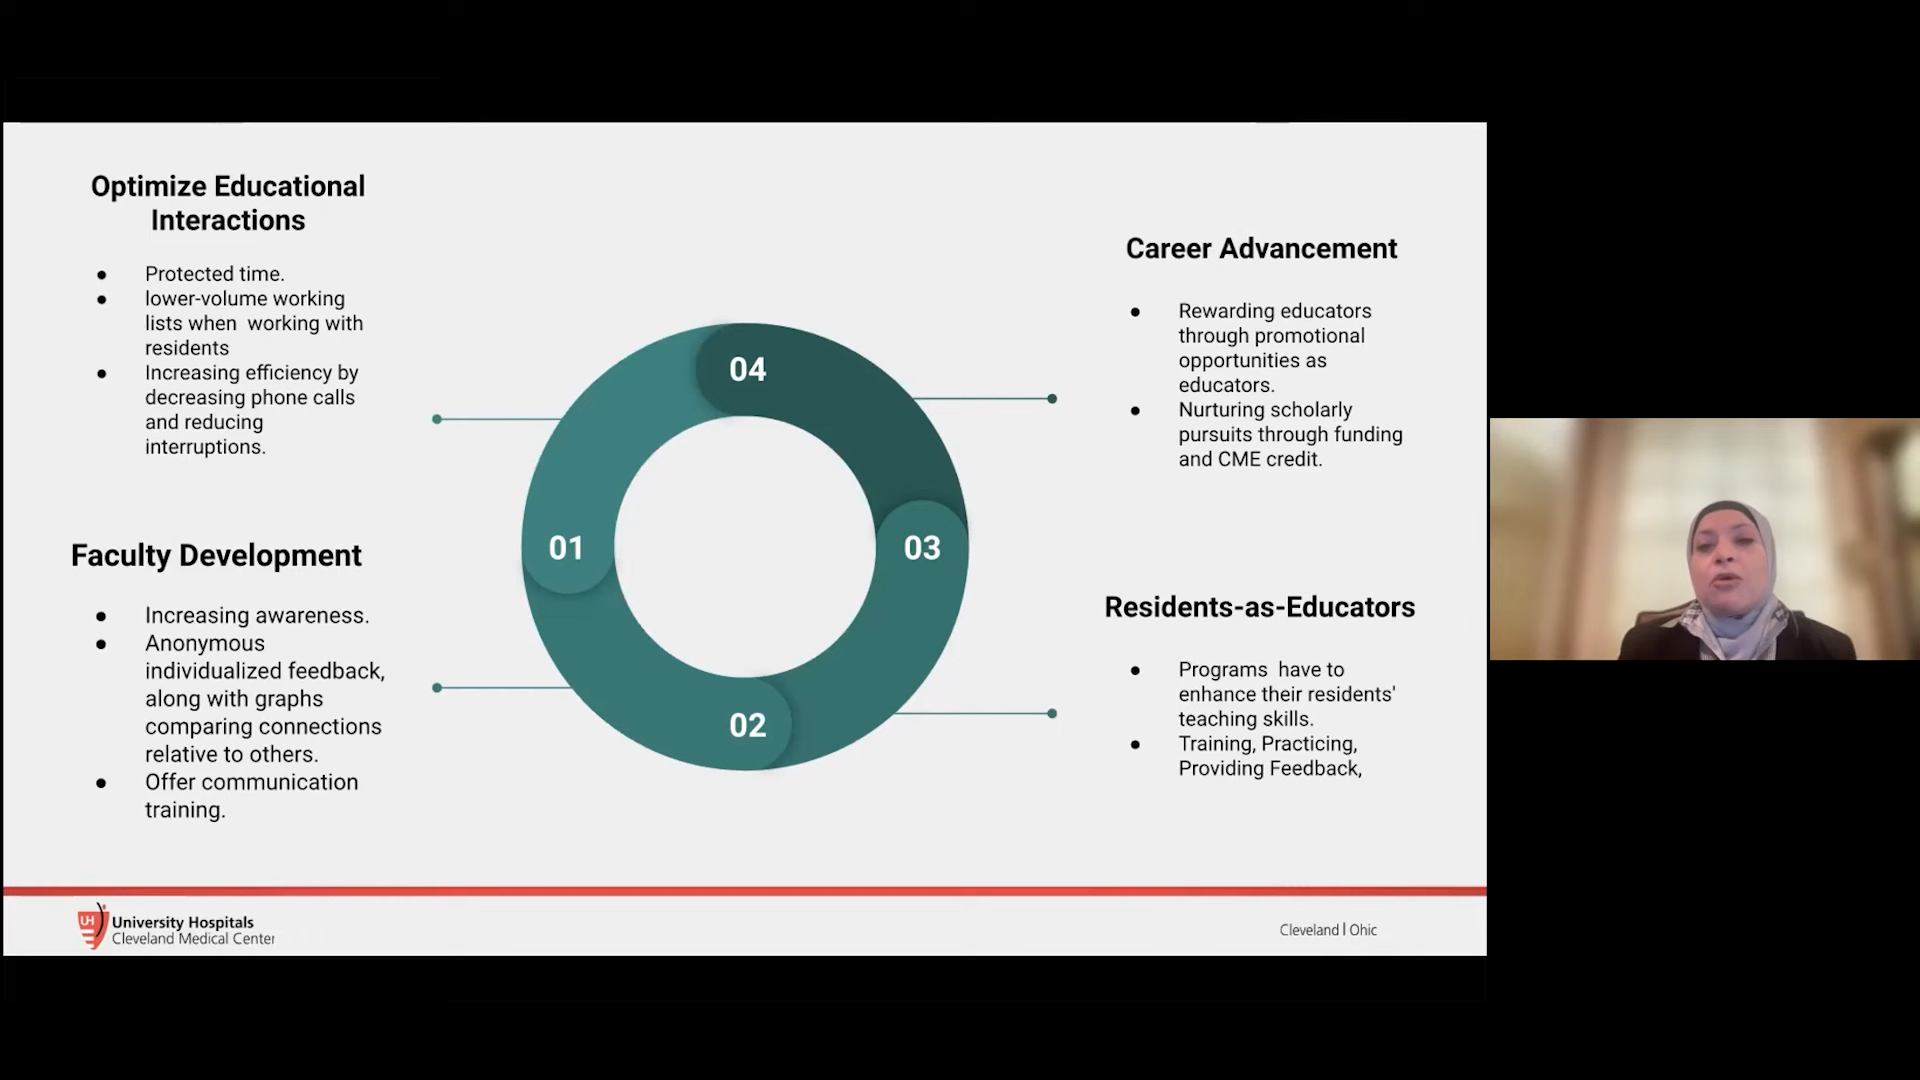 Optimize Educational
Interactions
● Protected time.
● lower-volume working
lists when working with
residents
● Increasing efficiency by
decreasing phone calls
and reducing
interruptions.
Faculty Development
● Increasing awareness.
● Anonymous
individualized feedback,
along with graphs
comparing connections
relative to others.
● Offer communication
training.
04
01
03
02
Career Advancement
● Rewarding educators
through promotional
opportunities as
educators.
● Nurturing scholarly
pursuits through funding
and CME credit.
Residents-as-Educators
● Programs have to
enhance their residents'
teaching skills.
● Training, Practicing,
Providing Feedback,
UH
University Hospitals
Cleveland Medical Center
Cleveland | Ohic